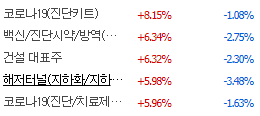 코로나19(진단키트) +8.15% -1.08%
백신/진단시약/방역(... +6.34% -2.75%
건설 대표주 +6.32% -2.30%
해저터널(지하화/지하... +5.98% -3.48%
코로나19(진단/치료제... +5.96% -1.63%